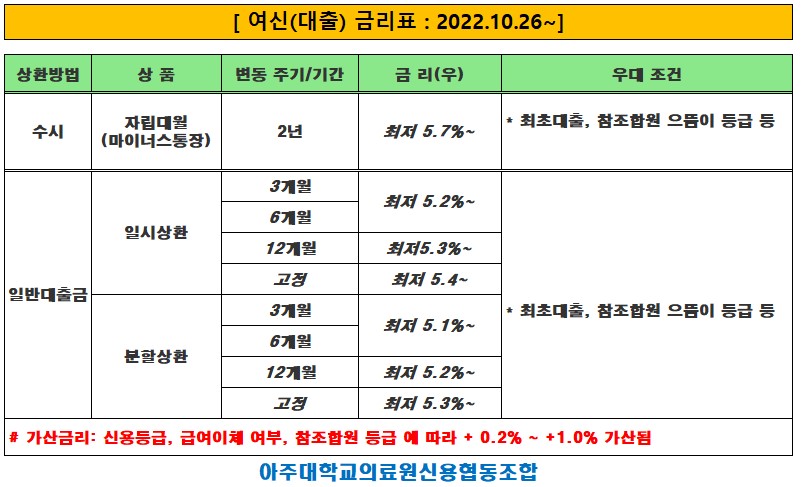 [ 여신(대출) 금리표 : 2022.10.26~]
상환방법 상 품 변동 주기/기간 금 리(우) 우대 조건
수시 자립대월 (마이너스통장) 2년 최저 5.7%~ * 최초대출, 참조합원 으뜸이 등급 등
일반대출금 일시상환 3개월 최저 5.2%~ * 최초대출, 참조합원 으뜸이 등급 등
6개월
12개월 최저5.3%~
고정 최저 5.4~
분할상환 3개월 최저 5.1%~
6개월
12개월 최저 5.2%~
고정 최저 5.3%~
# 가산금리: 신용등급, 급여이체 여부, 참조합원 등급 에 따라 + 0.2% ~ +1.0% 가산됨
아주대학교의료원신용협동조합